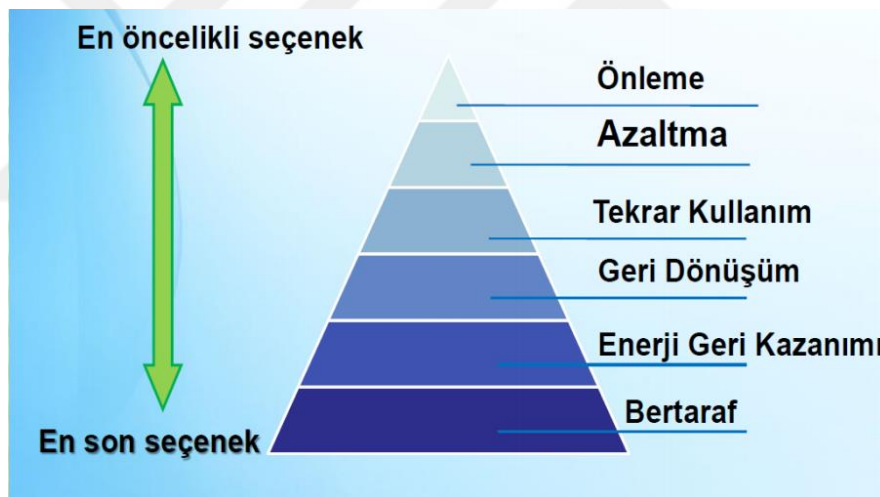 En öncelikli seçenek
Önleme
Azaltma
Tekrar Kullanım
Geri Dönüşüm
Enerji Geri Kazanımı
Bertaraf
En son seçenek